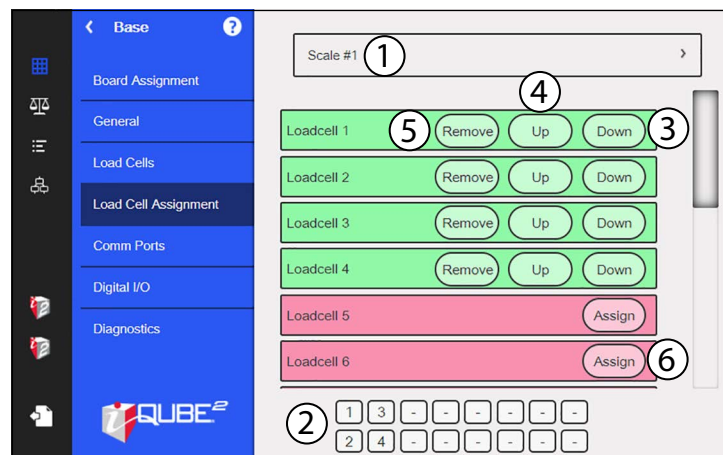 ‹ Base ?
Board Assignment
General
Load Cells
Load Cell Assignment
Comm Ports
Digital I/O
Diagnostics
iQUBE²
Scale #1 1 ›
4
Loadcell 1 5 Remove Up Down 3
Loadcell 2 Remove Up Down
Loadcell 3 Remove Up Down
Loadcell 4 Remove Up Down
Loadcell 5 Assign
Loadcell 6 Assign 6
2
1 3 - - - - - -
2 4 - - - - - -